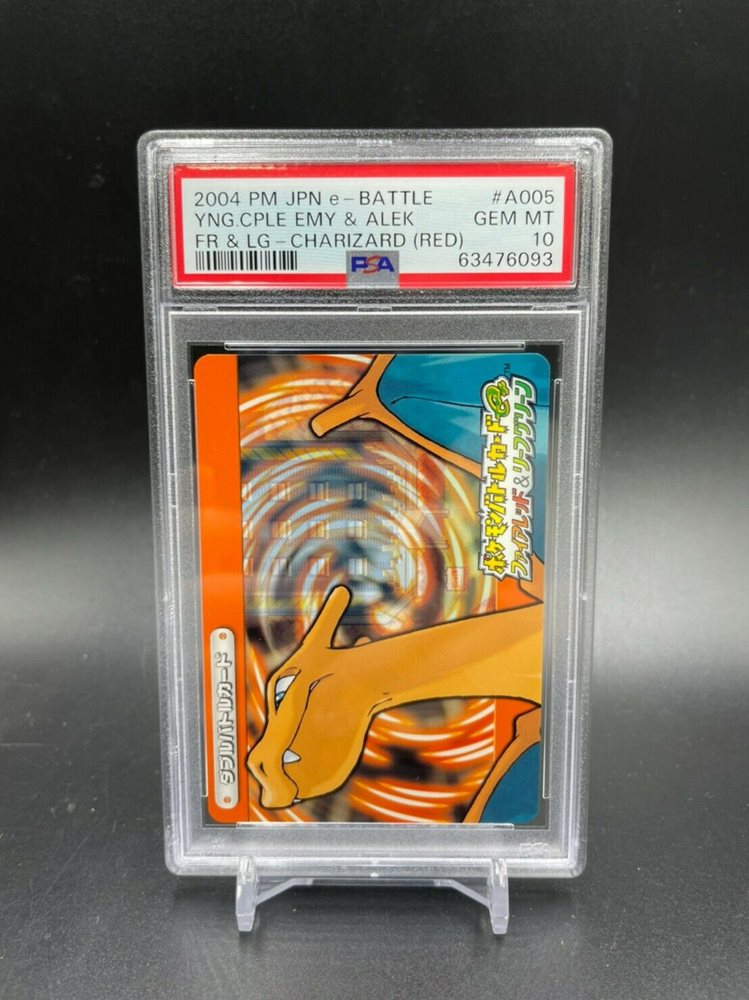 2004 PM JPN e-BATTLE #A005
YNG.CPLE EMY & ALEK GEM MT
FR & LG-CHARIZARD (RED) 10
PSA 63476093
ポケモンバトルカードe™
ファイアレッド&リーフグリーン
ダブルバトルカード